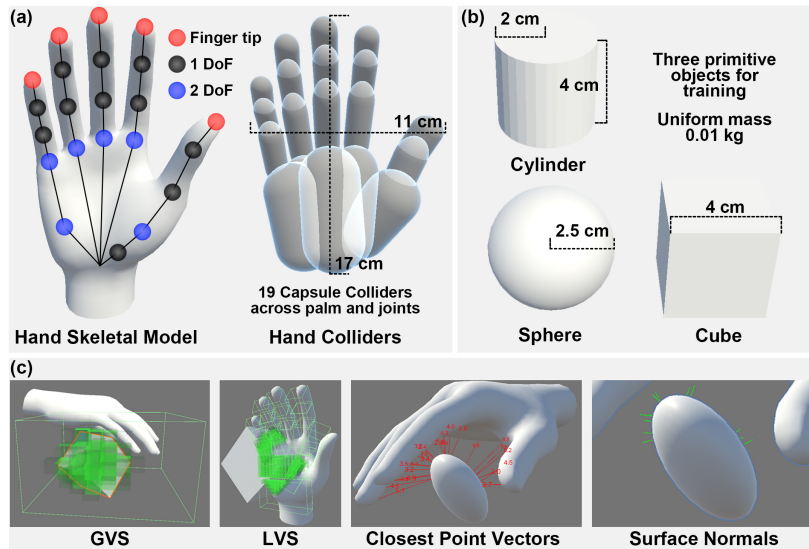 (a)
Finger tip
1 DoF
2 DoF
11 cm
17 cm
19 Capsule Colliders
across palm and joints
Hand Skeletal Model
Hand Colliders
(b)
2 cm
4 cm
Cylinder
Three primitive
objects for
training
Uniform mass
0.01 kg
2.5 cm
Sphere
4 cm
Cube
(c)
GVS
LVS
Closest Point Vectors
Surface Normals